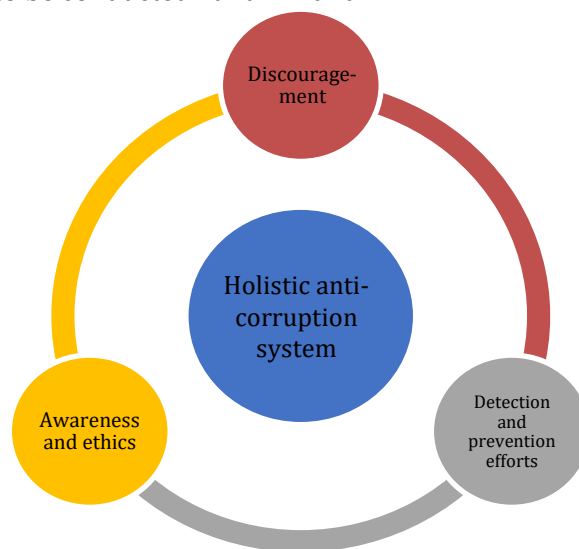 Discourage-
ment
Holistic anti-
corruption
system
Awareness
and ethics
Detection
and
prevention
efforts